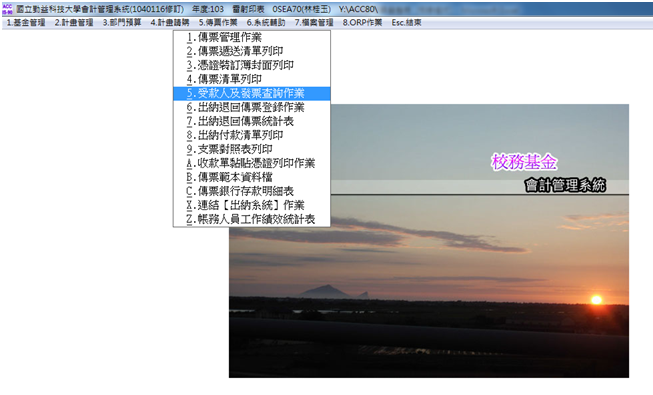 國立勤益科技大學會計管理系統(1040116修訂) 年度:103 雷射印表 0SEA70(林桂玉) Y:\ACC80\
1.基金管理 2.計畫管理 3.部門預算 4.計畫請購 5.傳票作業 6.系統輔助 7.檔案管理 8.ORP作業 Esc.結束
1.傳票管理作業
2.傳票遞送清單列印
3.憑證裝訂簿封面列印
4.傳票清單列印
5.受款人及發票查詢作業
6.出納退回傳票登錄作業
7.出納退回傳票統計表
8.出納付款清單列印
9.支票對照表列印
A.收款單黏貼憑證列印作業
B.傳票範本資料檔
C.傳票銀行存款明細表
X.連結【出納系統】作業
Z.帳務人員工作績效統計表
校務基金
會計管理系統